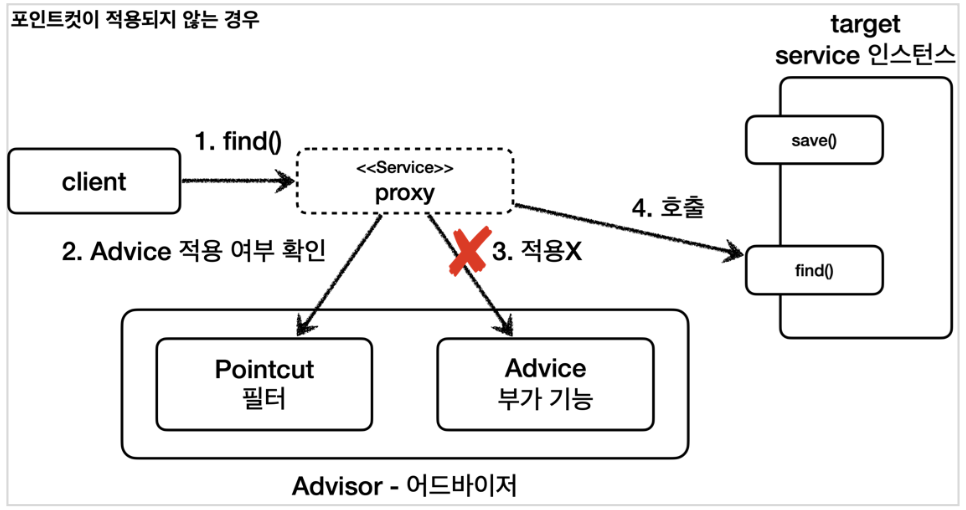 포인트컷이 적용되지 않는 경우
target
service 인스턴스
1. find()
save()
client
<<Service>>
proxy
4. 호출
2. Advice 적용 여부 확인
3. 적용X
find()
Pointcut
필터
Advice
부가 기능
Advisor - 어드바이저